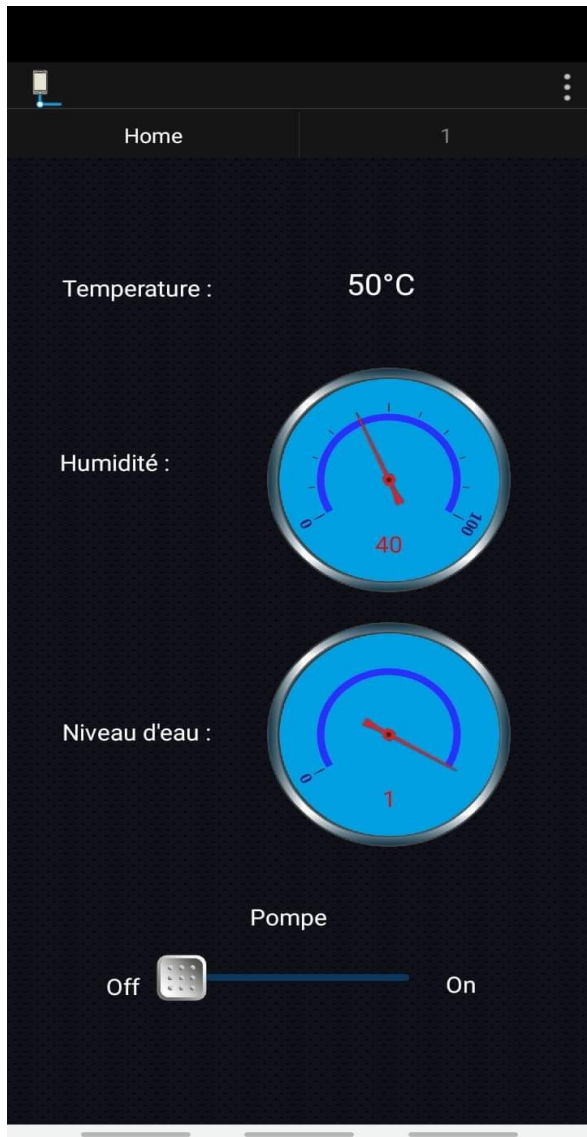 Home 1
Temperature : 50°C
Humidité :
0 100
40
Niveau d'eau :
0
1
Pompe
Off On